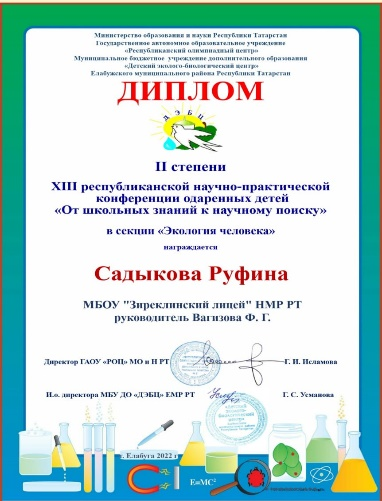 Министерство образования и науки Республики Татарстан
Государственное автономное образовательное учреждение
«Республиканский олимпиадный центр»
Муниципальное бюджетное учреждение дополнительного образования
«Детский эколого-биологический центр»
Елабужского муниципального района Республики Татарстан
ДИПЛОМ
ДЭБЦ
II степени
XIII республиканской научно-практической
конференции одаренных детей
«От школьных знаний к научному поиску»
в секции «Экология человека»
награждается
Садыкова Руфина
МБОУ "Зиреклинский лицей" НМР РТ
руководитель Вагизова Ф. Г.
Директор ГАОУ «РОЦ» МО и Н РТ
Г. И. Исламова
И.о. директора МБУ ДО «ДЭБЦ» ЕМР РТ
Г. С. Усманова
г. Елабуга 2022 г
E=MC²